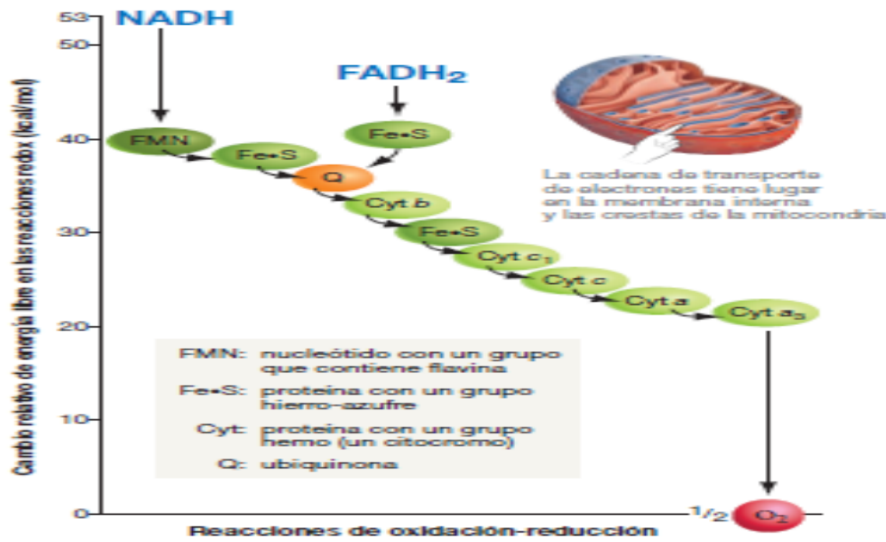 Cambio relativo de energía libre en las reacciones redox (kcal/mol)
53
50
40
30
20
10
0
NADH
FADH₂
FMN
Fe•S
Fe•S
Q
Cyt b
Fe•S
Cyt c₁
Cyt c
Cyt a
Cyt a₃
1/2 O₂
La cadena de transporte
de electrones tiene lugar
en la membrana interna
y las crestas de la mitocondria
FMN: nucleótido con un grupo
que contiene flavina
Fe•S: proteína con un grupo
hierro-azufre
Cyt: proteína con un grupo
hemo (un citocromo)
Q: ubiquinona
Reacciones de oxidación-reducción